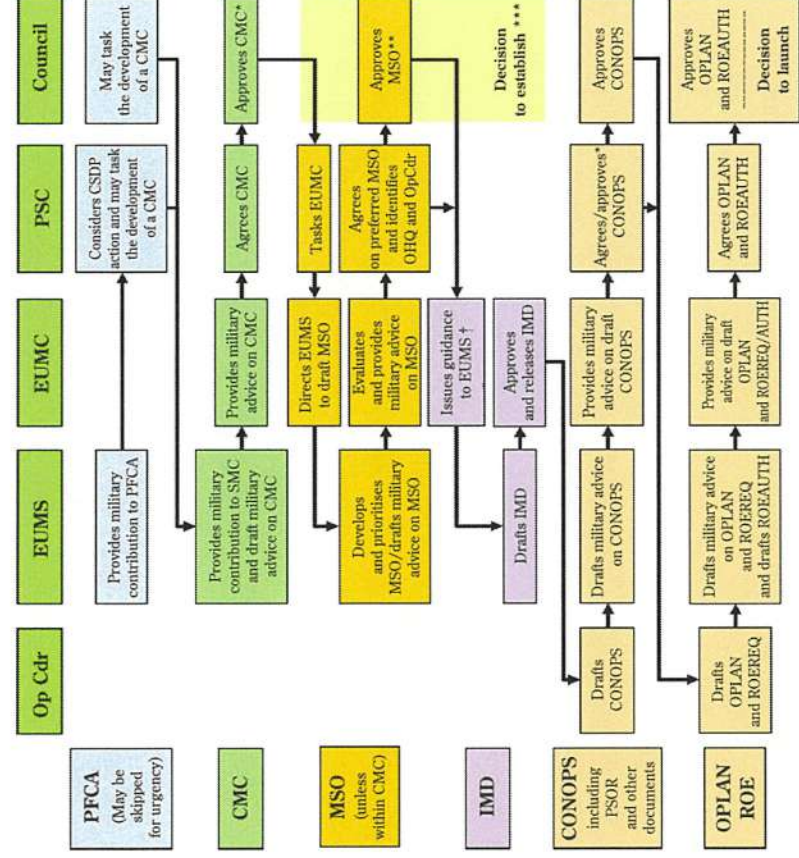 Op Cdr
EUMS
EUMC
PSC
Council
PFCA
(May be
skipped
for urgency)
Provides military
contribution to PFCA
Considers CSDP
action and may task
the development
of a CMC
May task
the development
of a CMC
CMC
Provides military
contribution to SMC
and draft military
advice on CMC
Provides military
advice on CMC
Agrees CMC
Approves CMC*
MSO
(unless
within CMC)
Directs EUMS
to draft MSO
Tasks EUMC
Develops
and prioritises
MSO/drafts military
advice on MSO
Evaluates
and provides
military advice
on MSO
Agrees
on preferred MSO
and identifies
OHQ and OpCdr
Approves
MSO**
Decision
to establish ***
IMD
Issues guidance
to EUMS †
Drafts IMD
Approves
and releases IMD
CONOPS
including
PSOR
and other
documents
Drafts
CONOPS
Drafts military advice
on CONOPS
Provides military
advice on draft
CONOPS
Agrees/approves*
CONOPS
Approves
CONOPS
OPLAN
ROE
Drafts
OPLAN
and ROEREQ
Drafts military advice
on OPLAN
and ROEREQ
and drafts ROEAUTH
Provides military
advice on draft
OPLAN
and ROEREQ/AUTH
Agrees OPLAN
and ROEAUTH
Approves
OPLAN
and ROEAUTH
Decision
to launch